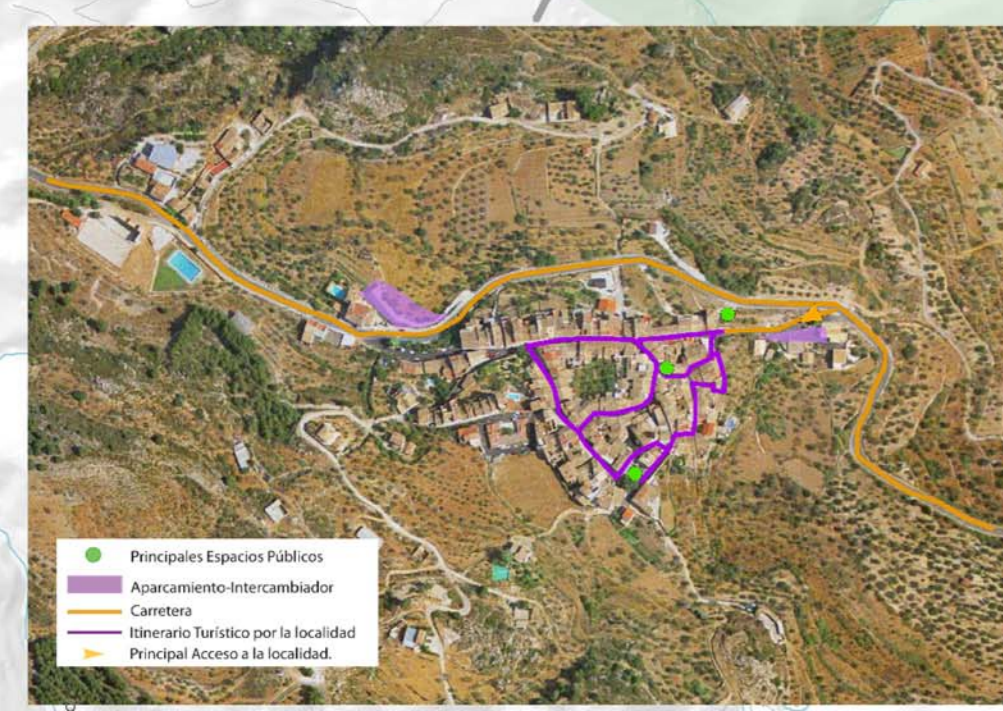 Principales Espacios Públicos
Aparcamiento-Intercambiador
Carretera
Itinerario Turístico por la localidad
Principal Acceso a la localidad.